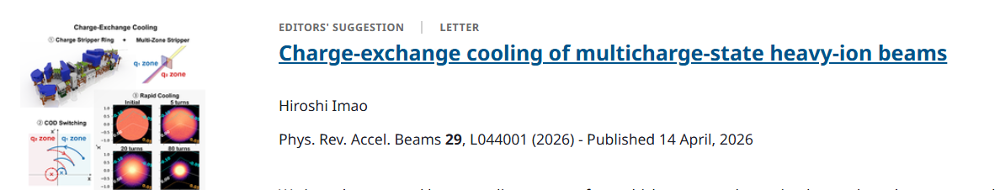 Charge-Exchange Cooling
① Charge Stripper Ring + Multi-Zone Stripper
q₁ zone
q₂ zone
③ Rapid Cooling
Initial 5 turns
② COD Switching
q₂ zone q₁ zone
20 turns 80 turns
EDITORS' SUGGESTION | LETTER
Charge-exchange cooling of multicharge-state heavy-ion beams
Hiroshi Imao
Phys. Rev. Accel. Beams 29, L044001 (2026) - Published 14 April, 2026